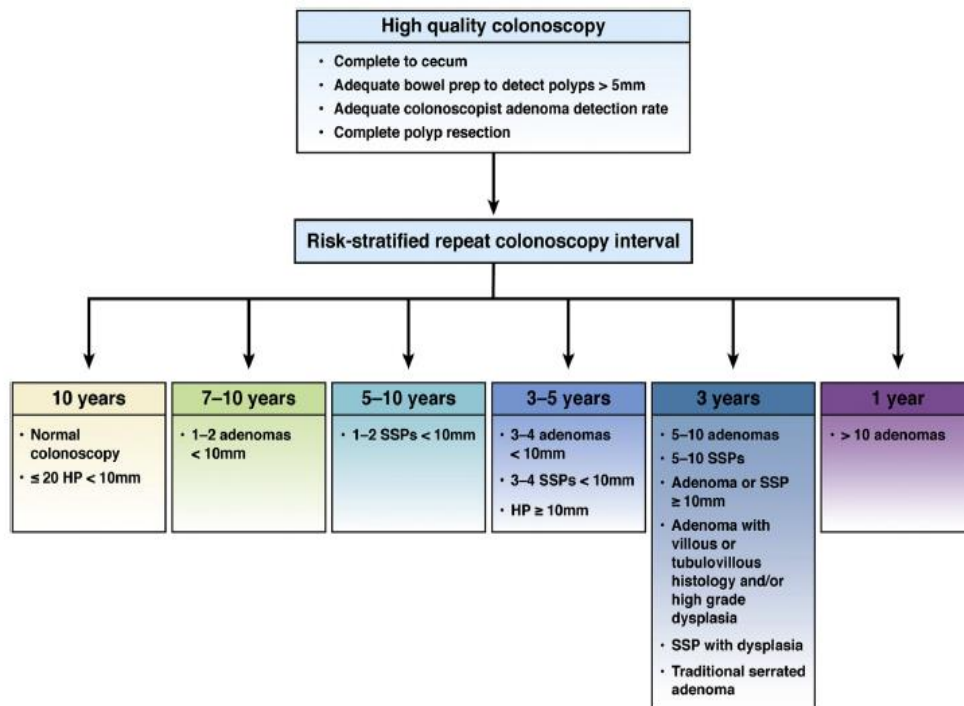 High quality colonoscopy
• Complete to cecum
• Adequate bowel prep to detect polyps > 5mm
• Adequate colonoscopist adenoma detection rate
• Complete polyp resection
Risk-stratified repeat colonoscopy interval
10 years
• Normal
colonoscopy
• ≤ 20 HP < 10mm
7–10 years
• 1–2 adenomas
< 10mm
5–10 years
• 1–2 SSPs < 10mm
3–5 years
• 3–4 adenomas
< 10mm
• 3–4 SSPs < 10mm
• HP ≥ 10mm
3 years
• 5–10 adenomas
• 5–10 SSPs
• Adenoma or SSP
≥ 10mm
• Adenoma with
villous or
tubulovillous
histology and/or
high grade
dysplasia
• SSP with dysplasia
• Traditional serrated
adenoma
1 year
• > 10 adenomas